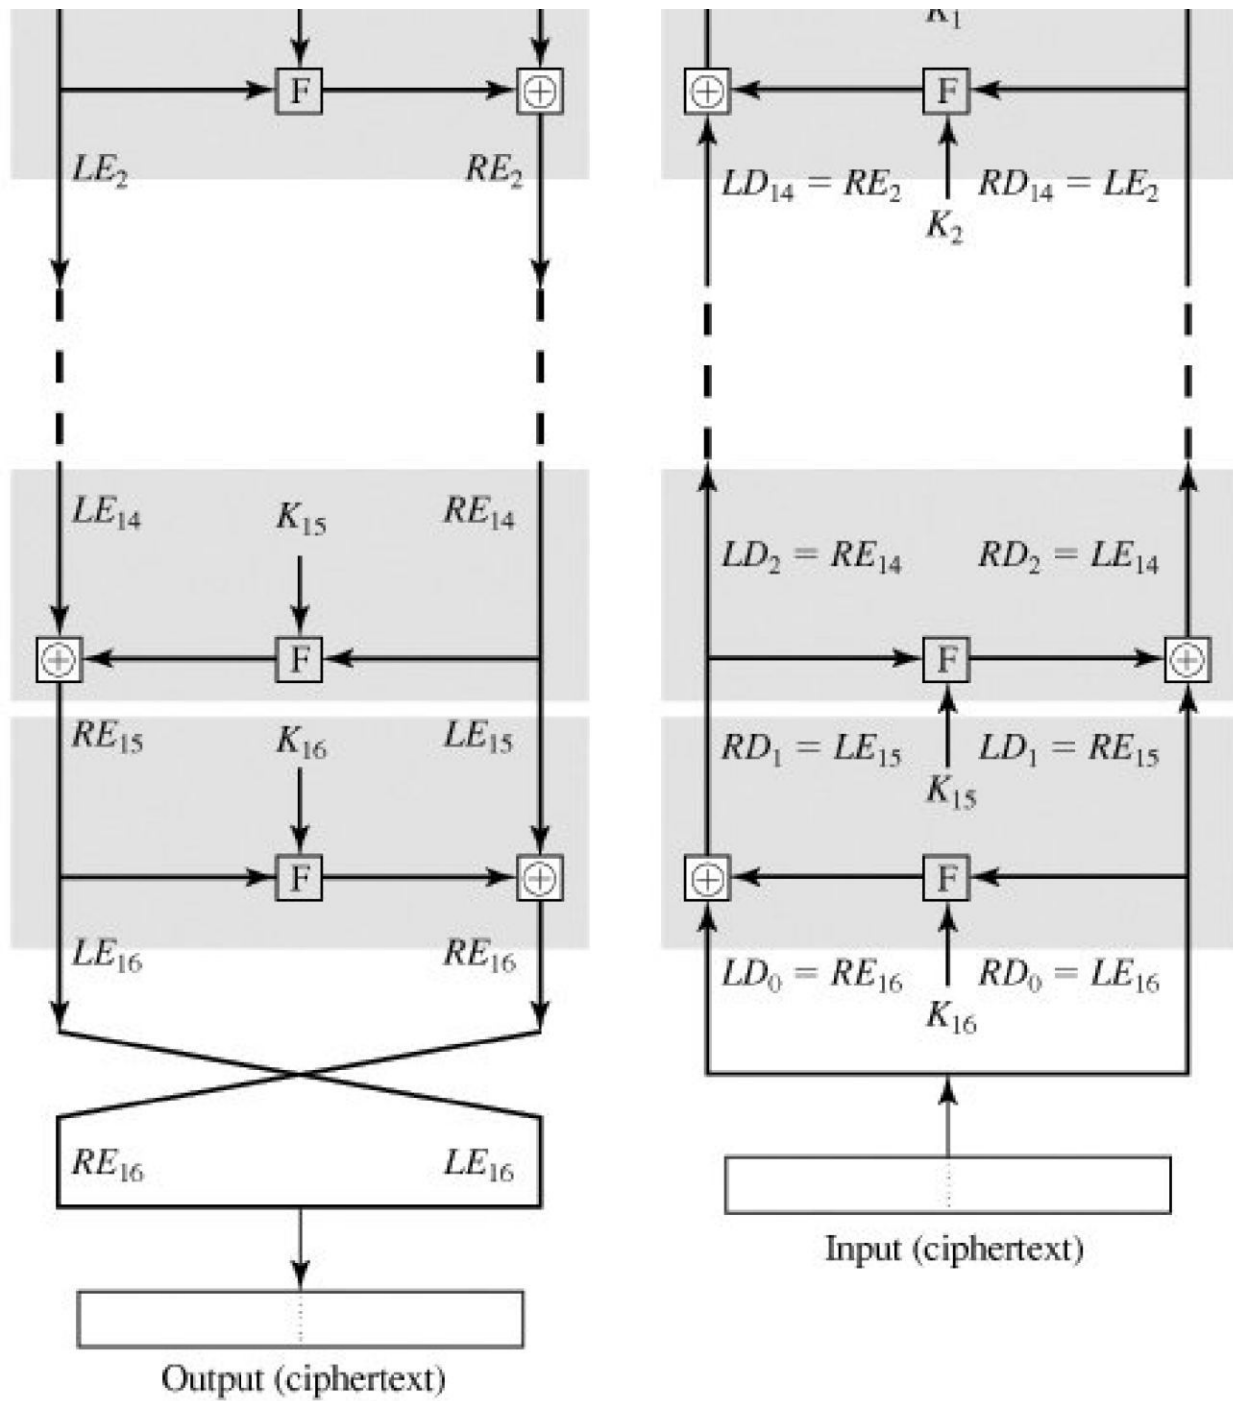 K₁
F
F
LE₂
RE₂
LD₁₄ = RE₂
RD₁₄ = LE₂
K₂
LE₁₄
K₁₅
RE₁₄
LD₂ = RE₁₄
RD₂ = LE₁₄
F
F
RE₁₅
K₁₆
LE₁₅
RD₁ = LE₁₅
LD₁ = RE₁₅
K₁₅
F
F
LE₁₆
RE₁₆
LD₀ = RE₁₆
RD₀ = LE₁₆
K₁₆
RE₁₆
LE₁₆
Input (ciphertext)
Output (ciphertext)